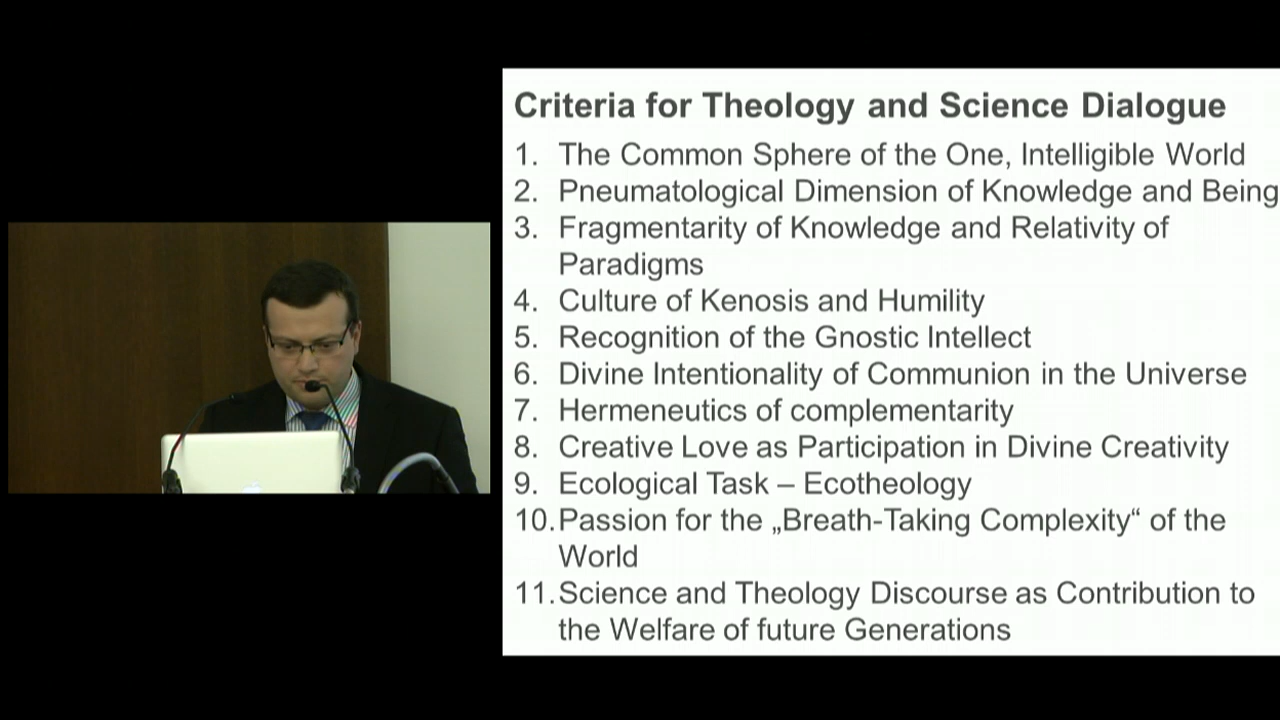 Criteria for Theology and Science Dialogue
1. The Common Sphere of the One, Intelligible World
2. Pneumatological Dimension of Knowledge and Being
3. Fragmentarity of Knowledge and Relativity of
Paradigms
4. Culture of Kenosis and Humility
5. Recognition of the Gnostic Intellect
6. Divine Intentionality of Communion in the Universe
7. Hermeneutics of complementarity
8. Creative Love as Participation in Divine Creativity
9. Ecological Task – Ecotheology
10. Passion for the „Breath-Taking Complexity“ of the
World
11. Science and Theology Discourse as Contribution to
the Welfare of future Generations